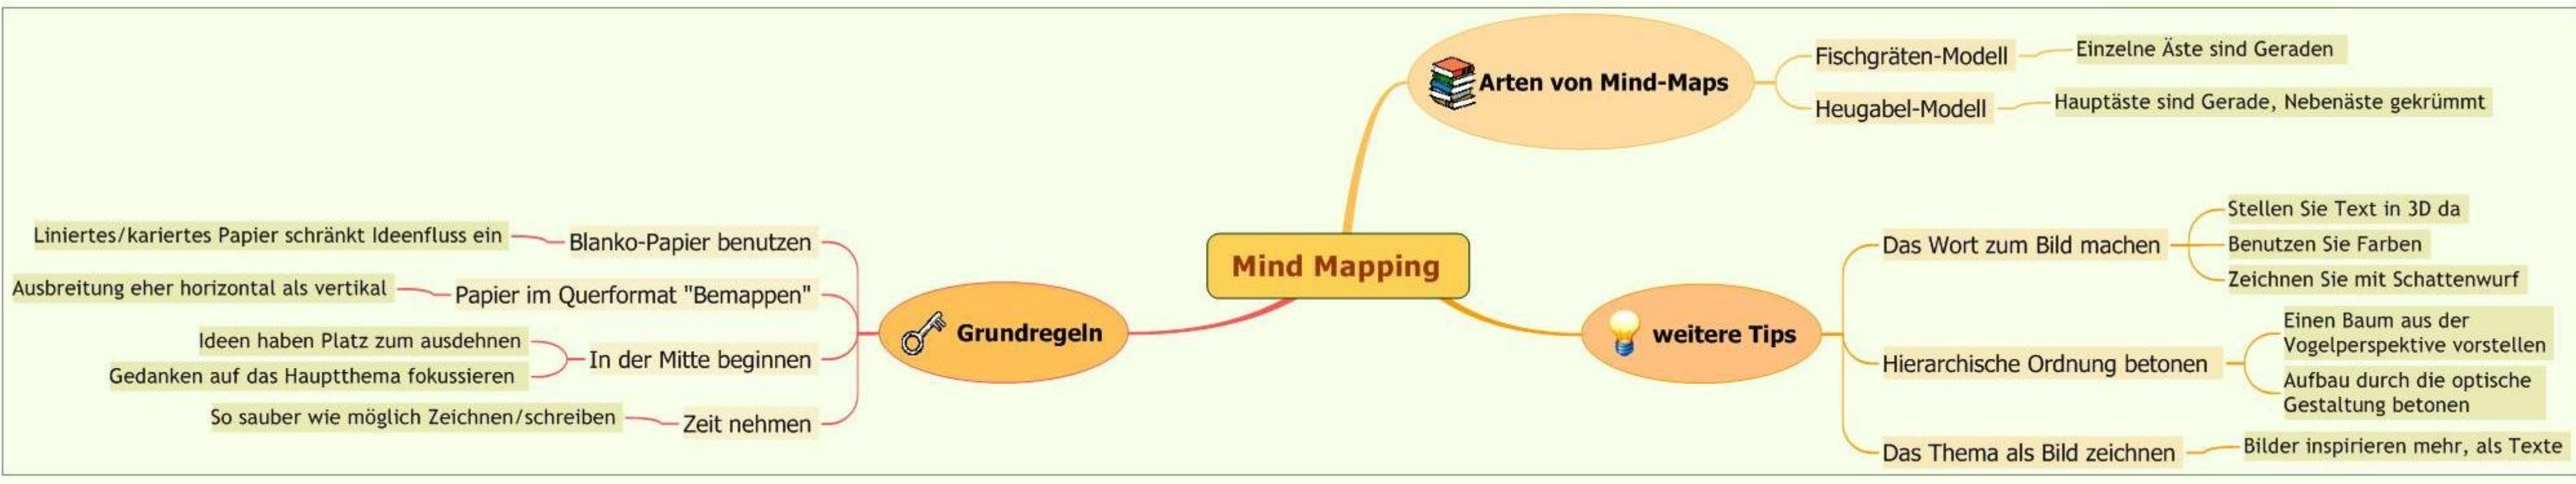 Mind Mapping
Arten von Mind-Maps
Fischgräten-Modell
Einzelne Äste sind Geraden
Heugabel-Modell
Hauptäste sind Gerade, Nebenäste gekrümmt
weitere Tips
Das Wort zum Bild machen
Stellen Sie Text in 3D da
Benutzen Sie Farben
Zeichnen Sie mit Schattenwurf
Hierarchische Ordnung betonen
Einen Baum aus der
Vogelperspektive vorstellen
Aufbau durch die optische
Gestaltung betonen
Das Thema als Bild zeichnen
Bilder inspirieren mehr, als Texte
Grundregeln
Blanko-Papier benutzen
Liniertes/kariertes Papier schränkt Ideenfluss ein
Papier im Querformat "Bemappen"
Ausbreitung eher horizontal als vertikal
In der Mitte beginnen
Ideen haben Platz zum ausdehnen
Gedanken auf das Hauptthema fokussieren
Zeit nehmen
So sauber wie möglich Zeichnen/schreiben